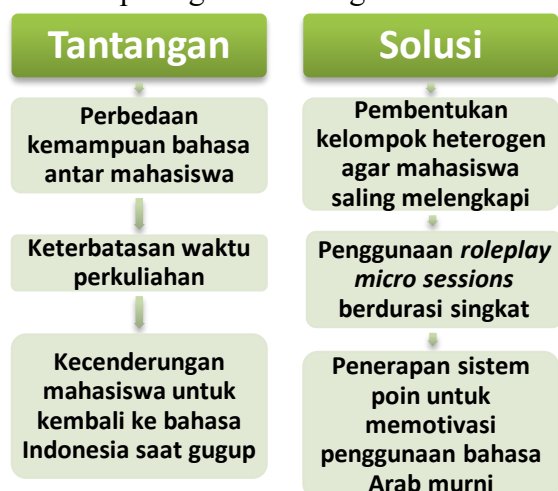 Tantangan
Perbedaan
kemampuan bahasa
antar mahasiswa
Keterbatasan waktu
perkuliahan
Kecenderungan
mahasiswa untuk
kembali ke bahasa
Indonesia saat gugup
Solusi
Pembentukan
kelompok heterogen
agar mahasiswa
saling melengkapi
Penggunaan roleplay
micro sessions
berdurasi singkat
Penerapan sistem
poin untuk
memotivasi
penggunaan bahasa
Arab murni